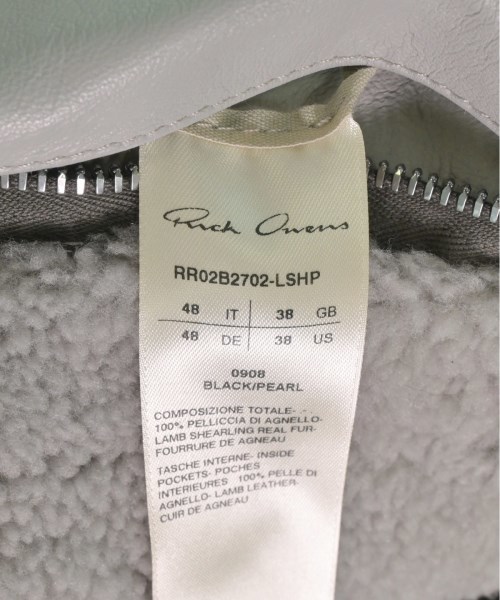 Rick Owens
RR02B2702-LSHP
48 IT 38 GB
48 DE 38 US
0908
BLACK/PEARL
COMPOSIZIONE TOTALE-
100% PELLICCIA DI AGNELLO-
LAMB SHEARLING REAL FUR-
FOURRURE DE AGNEAU
TASCHE INTERNE- INSIDE
POCKETS- POCHES
INTERIEURES 100% PELLE DI
AGNELLO- LAMB LEATHER-
CUIR DE AGNEAU